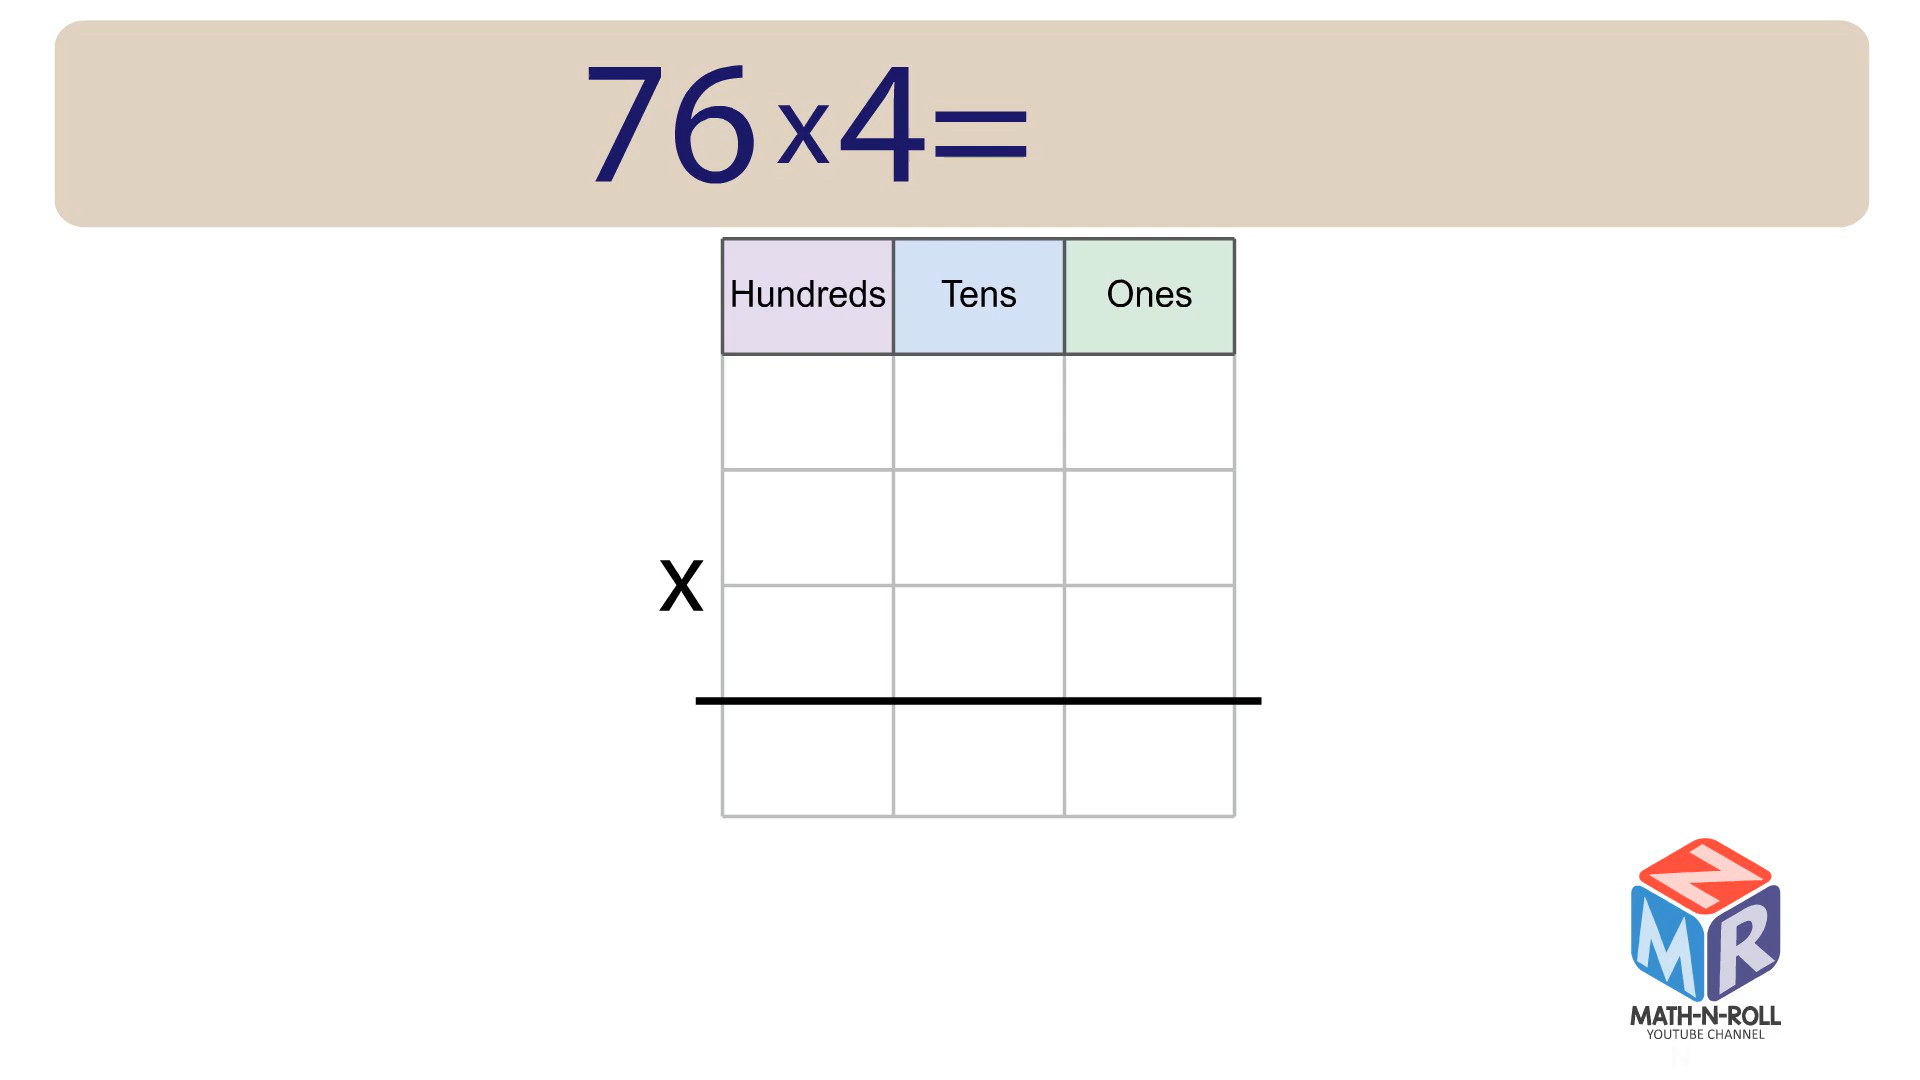 76x4=
Hundreds Tens Ones
x
N
M R
MATH-N-ROLL
YOUTUBE CHANNEL